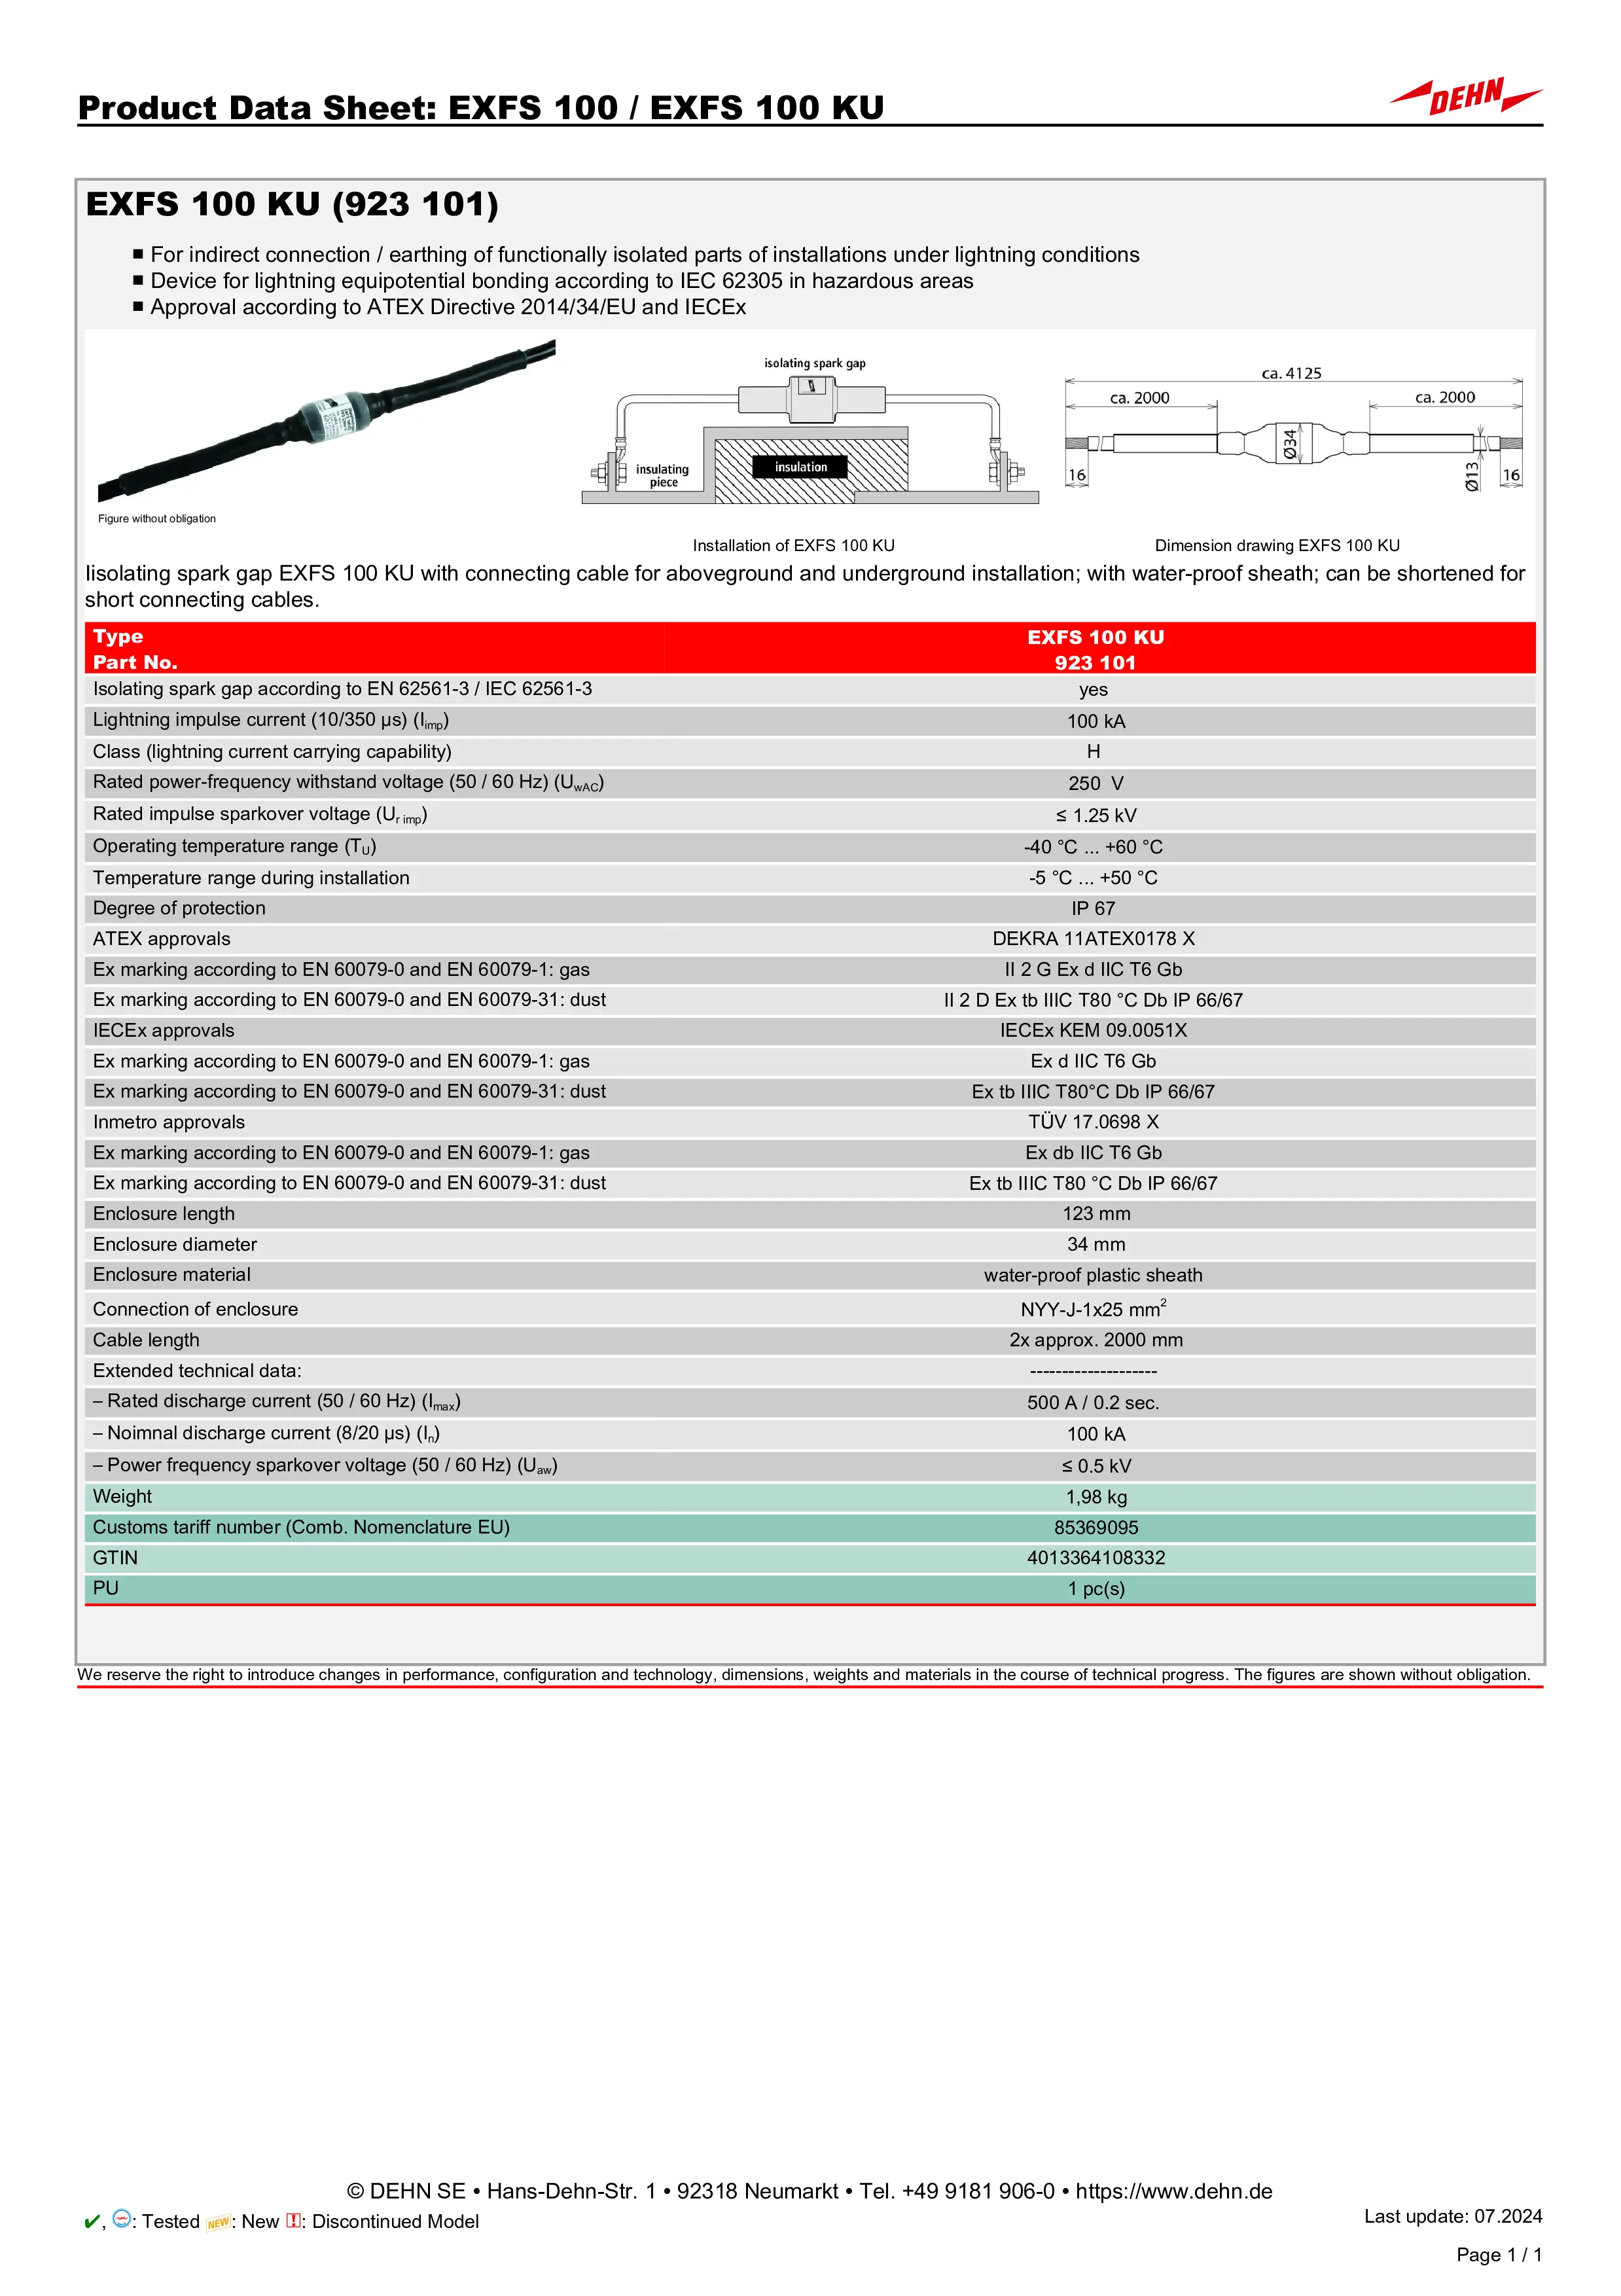 Product Data Sheet: EXFS 100 / EXFS 100 KU
DEHN
EXFS 100 KU (923 101)
■ For indirect connection / earthing of functionally isolated parts of installations under lightning conditions
■ Device for lightning equipotential bonding according to IEC 62305 in hazardous areas
■ Approval according to ATEX Directive 2014/34/EU and IECEx
isolating spark gap
insulating
piece
insulation
ca. 4125
ca. 2000
ca. 2000
Ø34
Ø13
16
16
Figure without obligation
Installation of EXFS 100 KU
Dimension drawing EXFS 100 KU
Iisolating spark gap EXFS 100 KU with connecting cable for aboveground and underground installation; with water-proof sheath; can be shortened for
short connecting cables.
Type EXFS 100 KU
Part No. 923 101
Isolating spark gap according to EN 62561-3 / IEC 62561-3 yes
Lightning impulse current (10/350 µs) (Iimp) 100 kA
Class (lightning current carrying capability) H
Rated power-frequency withstand voltage (50 / 60 Hz) (UwAC) 250 V
Rated impulse sparkover voltage (Ur imp) ≤ 1.25 kV
Operating temperature range (TU) -40 °C ... +60 °C
Temperature range during installation -5 °C ... +50 °C
Degree of protection IP 67
ATEX approvals DEKRA 11ATEX0178 X
Ex marking according to EN 60079-0 and EN 60079-1: gas II 2 G Ex d IIC T6 Gb
Ex marking according to EN 60079-0 and EN 60079-31: dust II 2 D Ex tb IIIC T80 °C Db IP 66/67
IECEx approvals IECEx KEM 09.0051X
Ex marking according to EN 60079-0 and EN 60079-1: gas Ex d IIC T6 Gb
Ex marking according to EN 60079-0 and EN 60079-31: dust Ex tb IIIC T80°C Db IP 66/67
Inmetro approvals TÜV 17.0698 X
Ex marking according to EN 60079-0 and EN 60079-1: gas Ex db IIC T6 Gb
Ex marking according to EN 60079-0 and EN 60079-31: dust Ex tb IIIC T80 °C Db IP 66/67
Enclosure length 123 mm
Enclosure diameter 34 mm
Enclosure material water-proof plastic sheath
Connection of enclosure NYY-J-1x25 mm²
Cable length 2x approx. 2000 mm
Extended technical data: --------------------
– Rated discharge current (50 / 60 Hz) (Imax) 500 A / 0.2 sec.
– Noimnal discharge current (8/20 µs) (In) 100 kA
– Power frequency sparkover voltage (50 / 60 Hz) (Uaw) ≤ 0.5 kV
Weight 1,98 kg
Customs tariff number (Comb. Nomenclature EU) 85369095
GTIN 4013364108332
PU 1 pc(s)
We reserve the right to introduce changes in performance, configuration and technology, dimensions, weights and materials in the course of technical progress. The figures are shown without obligation.
© DEHN SE • Hans-Dehn-Str. 1 • 92318 Neumarkt • Tel. +49 9181 906-0 • https://www.dehn.de
✔, : Tested NEW: New !: Discontinued Model
Last update: 07.2024
Page 1 / 1